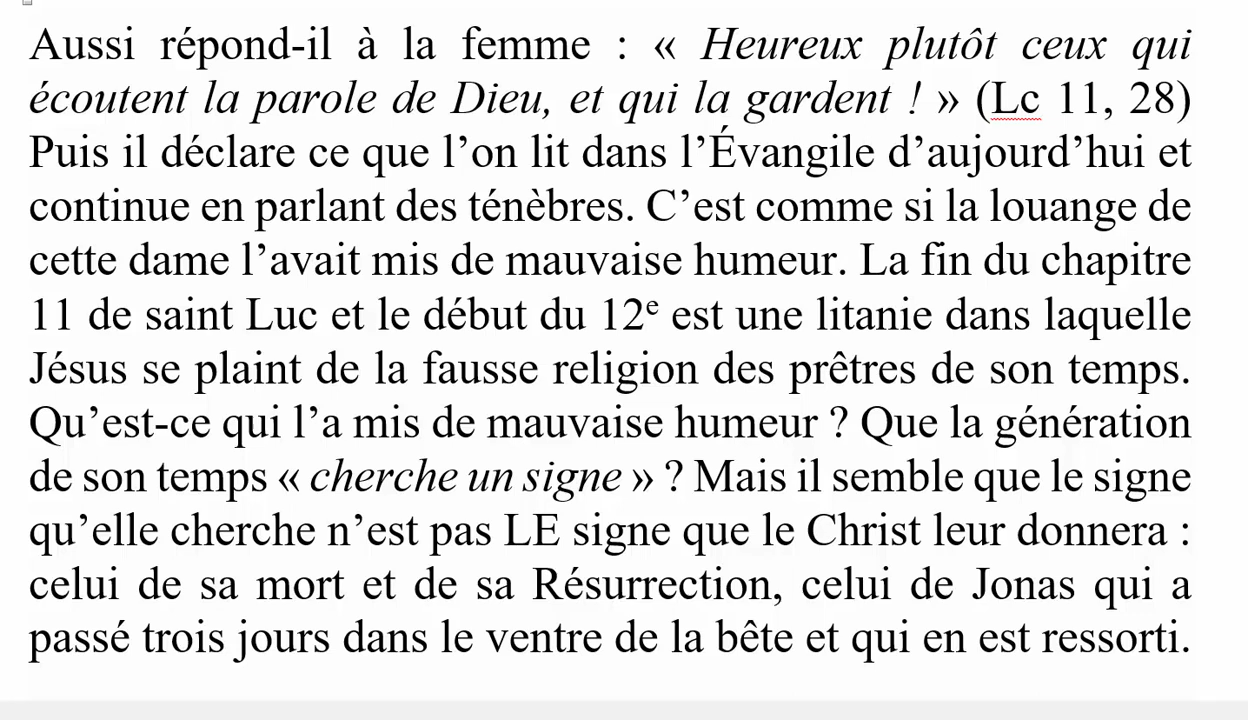 Aussi répond-il à la femme : « Heureux plutôt ceux qui
écoutent la parole de Dieu, et qui la gardent ! » (Lc 11, 28)
Puis il déclare ce que l’on lit dans l’Évangile d’aujourd’hui et
continue en parlant des ténèbres. C’est comme si la louange de
cette dame l’avait mis de mauvaise humeur. La fin du chapitre
11 de saint Luc et le début du 12ᵉ est une litanie dans laquelle
Jésus se plaint de la fausse religion des prêtres de son temps.
Qu’est-ce qui l’a mis de mauvaise humeur ? Que la génération
de son temps « cherche un signe » ? Mais il semble que le signe
qu’elle cherche n’est pas LE signe que le Christ leur donnera :
celui de sa mort et de sa Résurrection, celui de Jonas qui a
passé trois jours dans le ventre de la bête et qui en est ressorti.